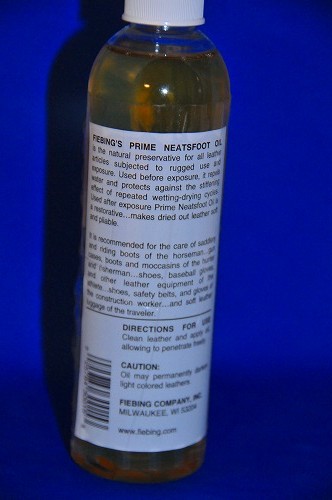 FIEBING'S PRIME NEATSFOOT OIL
is the natural preservative for all leather
articles subjected to rugged use and
exposure. Used before exposure, it repels
water and protects against the stiffening
effect of repeated wetting-drying cycles.
Used after exposure Prime Neatsfoot Oil is
a restorative...makes dried out leather soft
and pliable.
It is recommended for the care of saddles
and riding boots of the horseman...gun
cases, boots and moccasins of the hunter
and fisherman...shoes, baseball gloves
and other leather equipment of the
athlete...shoes, safety belts, and gloves of
the construction worker...and soft leather
luggage of the traveler.
DIRECTIONS FOR USE
Clean leather and apply oil,
allowing to penetrate freely.
CAUTION:
Oil may permanently darken
light colored leathers.
FIEBING COMPANY, INC.
MILWAUKEE, WI 53204
www.fiebing.com